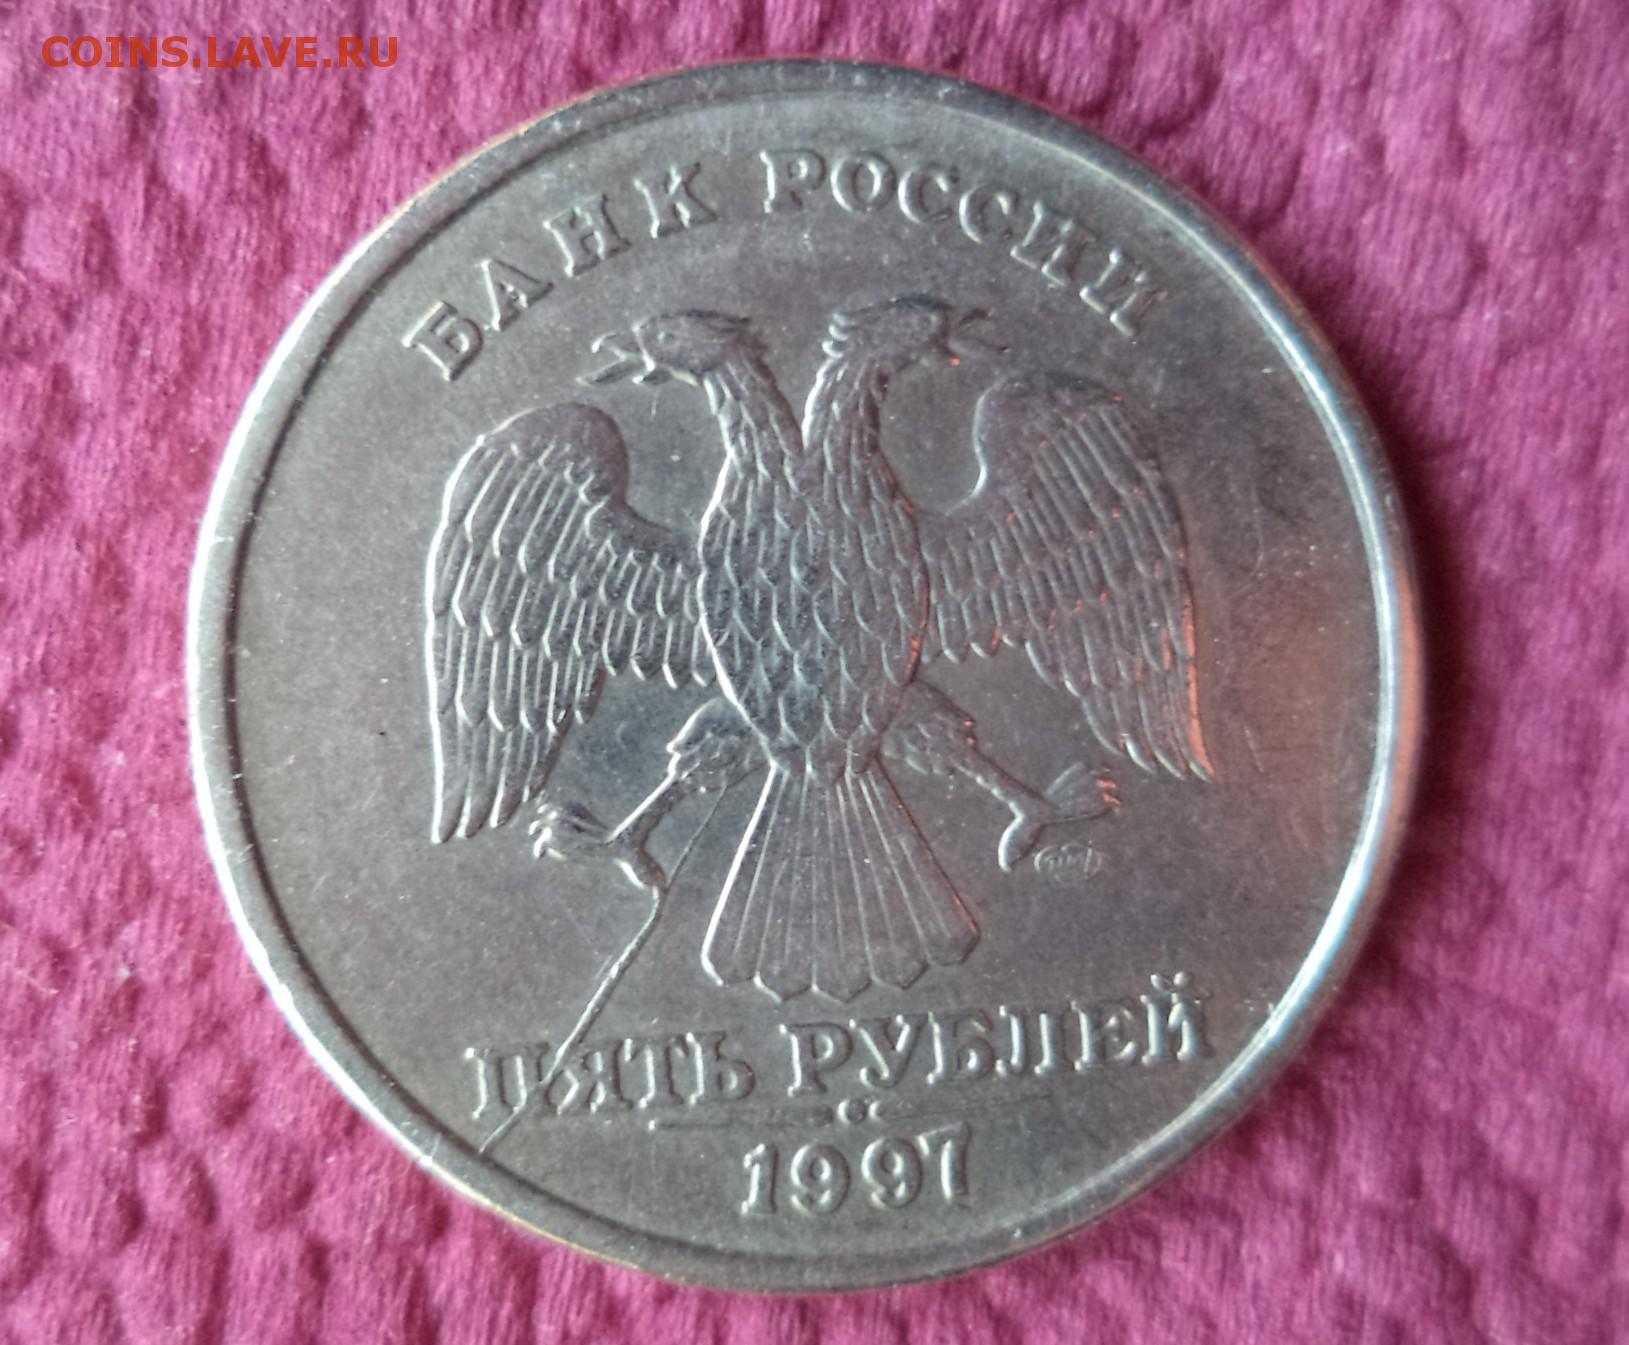 COINS.LAVE.RU
БАНК РОССИИ
ПЯТЬ РУБЛЕЙ
1997